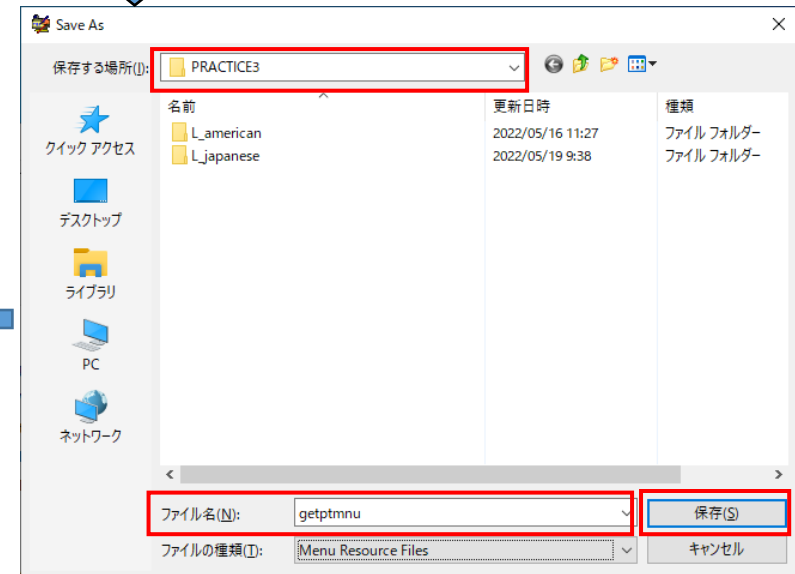 Save As
保存する場所(I): PRACTICE3
名前 更新日時 種類
L_american 2022/05/16 11:27 ファイル フォルダー
L_japanese 2022/05/19 9:38 ファイル フォルダー
クイック アクセス
デスクトップ
ライブラリ
PC
ネットワーク
ファイル名(N): getptmnu 保存(S)
ファイルの種類(T): Menu Resource Files キャンセル